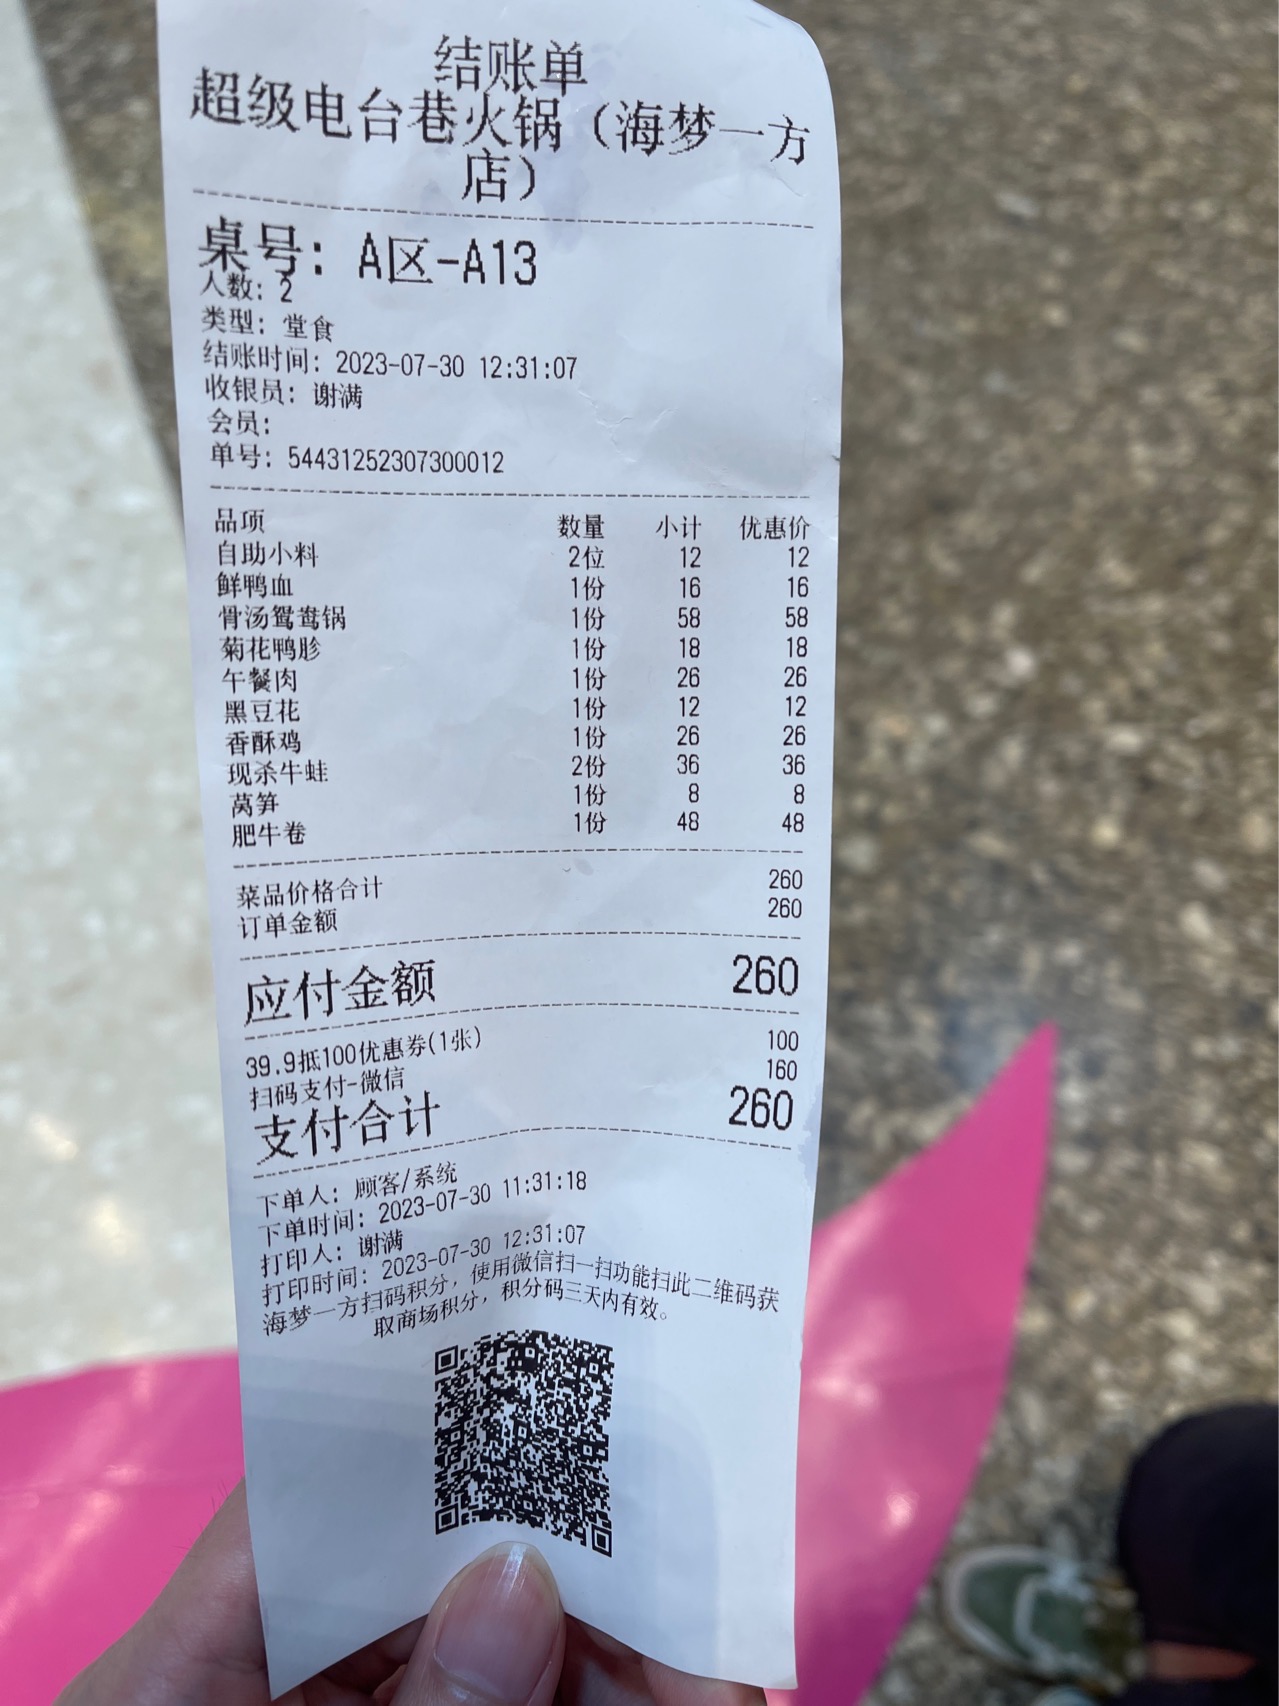 结账单
超级电台巷火锅（海梦一方
店）
桌号：A区-A13
人数：2
类型：堂食
结账时间：2023-07-30 12:31:07
收银员：谢满
会员：
单号：54431252307300012
品项 数量 小计 优惠价
自助小料 2位 12 12
鲜鸭血 1份 16 16
骨汤鸳鸯锅 1份 58 58
菊花鸭胗 1份 18 18
午餐肉 1份 26 26
黑豆花 1份 12 12
香酥鸡 1份 26 26
现杀牛蛙 2份 36 36
莴笋 1份 8 8
肥牛卷 1份 48 48
菜品价格合计 260
订单金额 260
应付金额 260
39.9抵100优惠券(1张) 100
扫码支付-微信 160
支付合计 260
下单人：顾客/系统
下单时间：2023-07-30 11:31:18
打印人：谢满
打印时间：2023-07-30 12:31:07
海梦一方扫码积分，使用微信扫一扫功能扫此二维码获
取商场积分，积分码三天内有效。